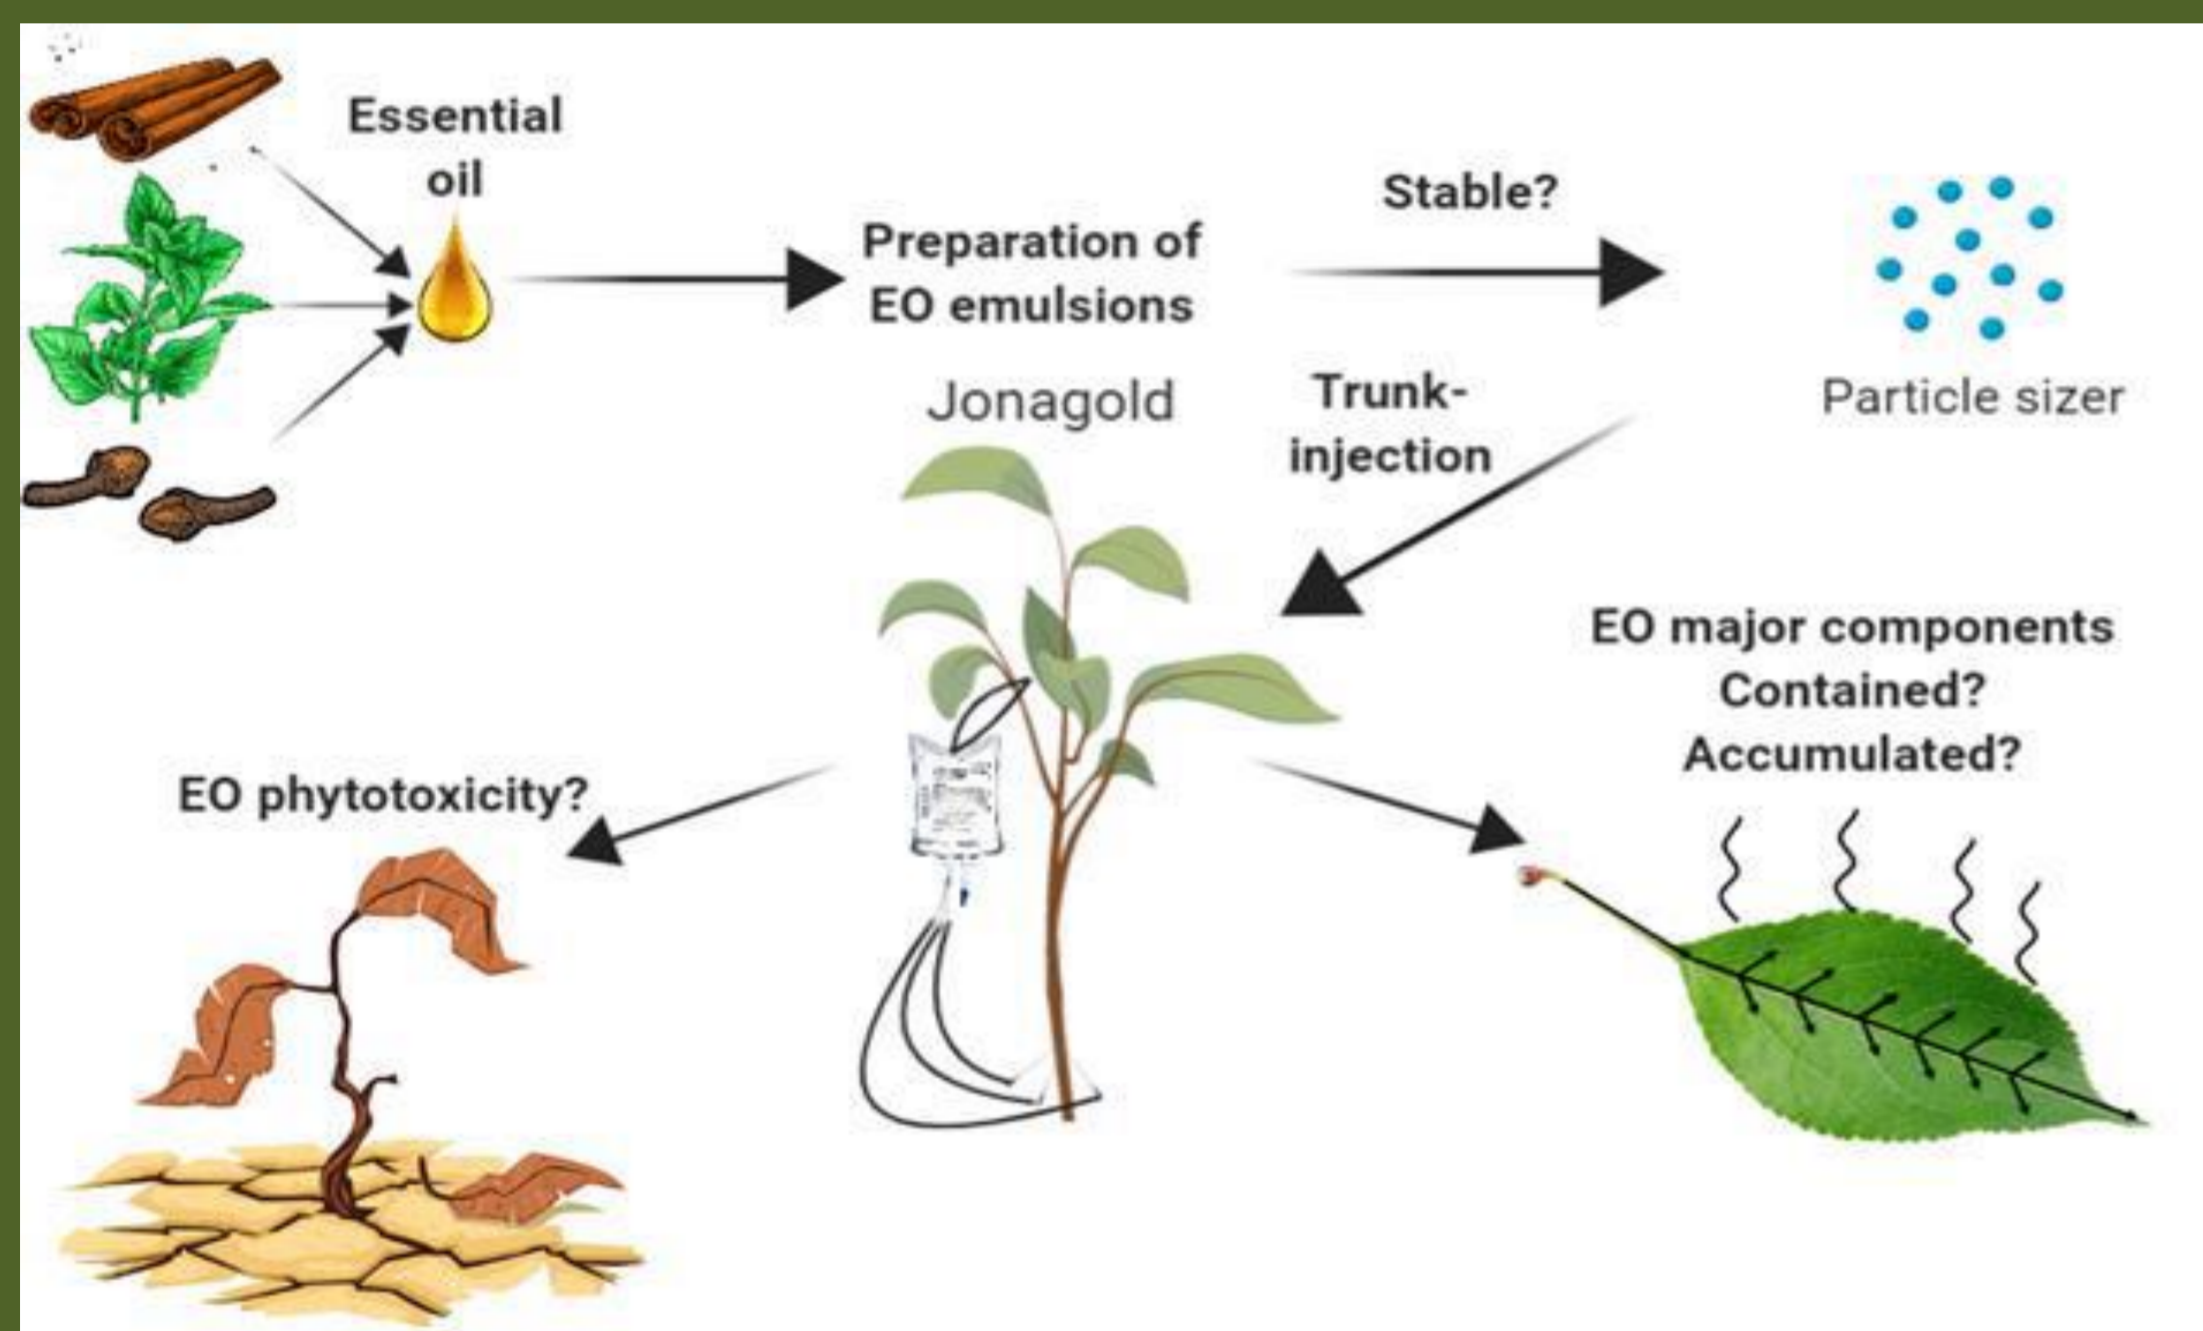 Essential
oil
Preparation of
EO emulsions
Stable?
Particle sizer
Jonagold
Trunk-
injection
EO major components
Contained?
Accumulated?
EO phytotoxicity?